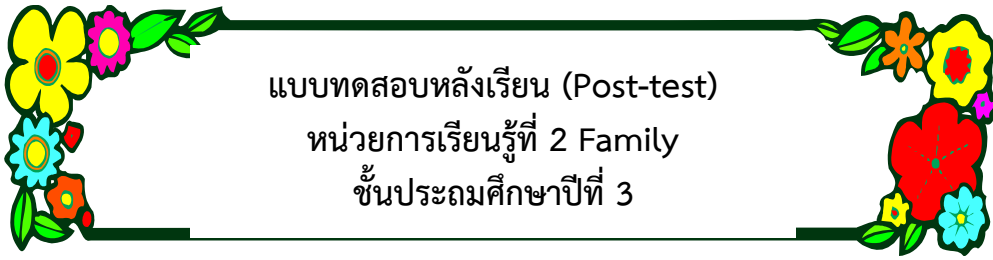 แบบทดสอบหลังเรียน (Post-test)
หน่วยการเรียนรู้ที่ 2 Family
ชั้นประถมศึกษาปีที่ 3